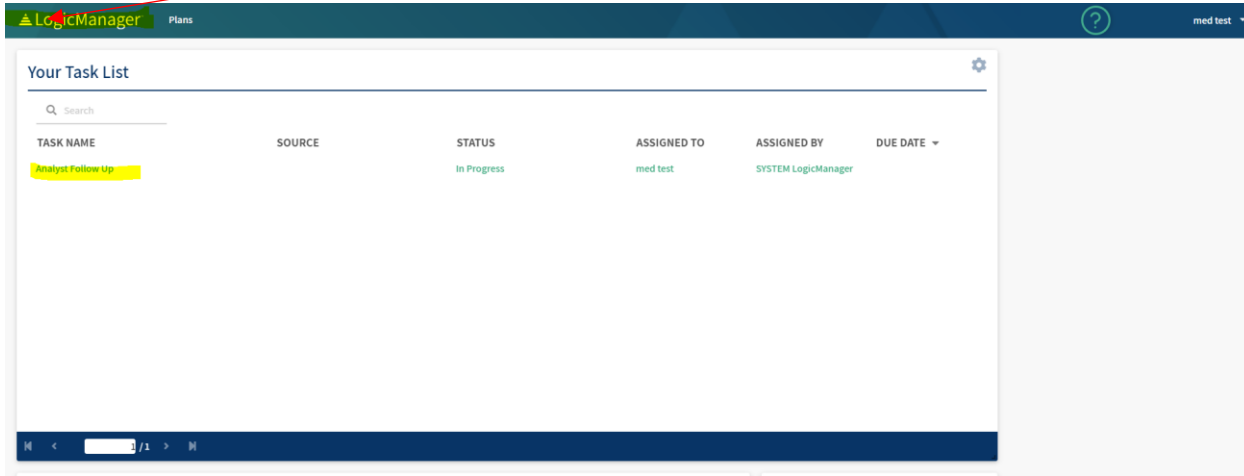 LogicManager Plans ? med test
Your Task List
Search
TASK NAME SOURCE STATUS ASSIGNED TO ASSIGNED BY DUE DATE
Analyst Follow Up In Progress med test SYSTEM LogicManager
1 /1